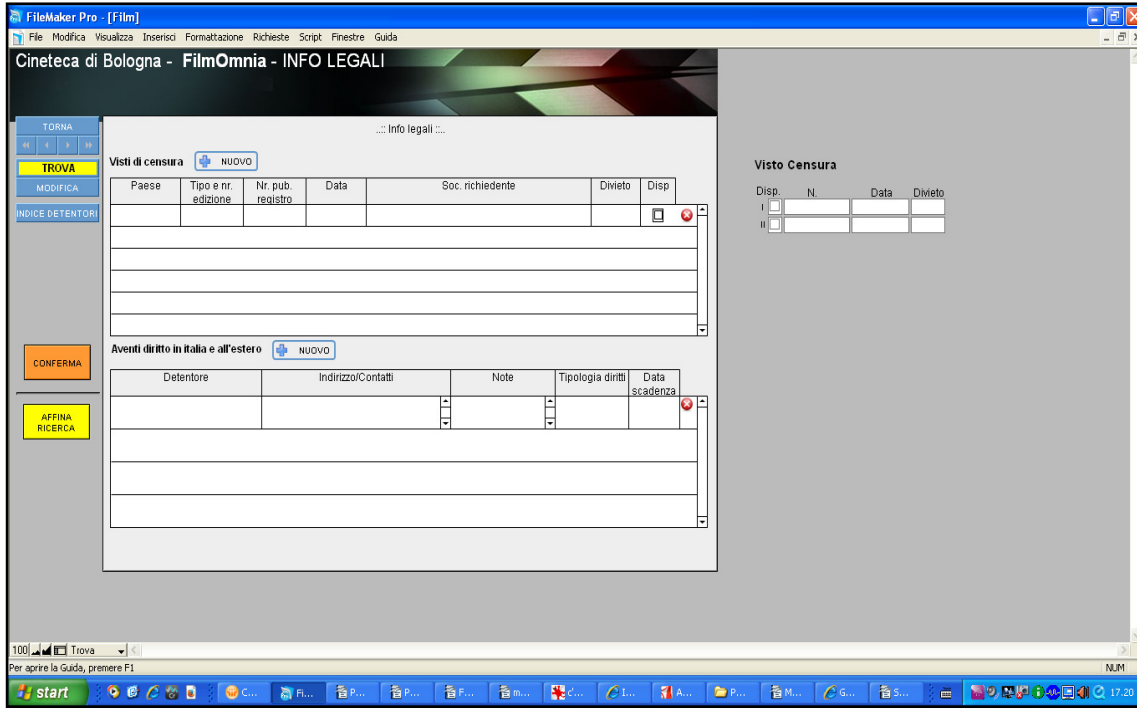 FileMaker Pro - [Film]
File Modifica Visualizza Inserisci Formattazione Richieste Script Finestre Guida
Cineteca di Bologna - FilmOmnia - INFO LEGALI
TORNA
TROVA
MODIFICA
INDICE DETENTORI
CONFERMA
AFFINA
RICERCA
..:: Info legali ::..
Visti di censura NUOVO
Paese Tipo e nr. edizione Nr. pub. registro Data Soc. richiedente Divieto Disp
Aventi diritto in italia e all'estero NUOVO
Detentore Indirizzo/Contatti Note Tipologia diritti Data scadenza
Visto Censura
Disp. N. Data Divieto
I
II
100 Trova
Per aprire la Guida, premere F1 NUM
start C... Fi... P... P... F... m... c... I... A... P... M... G... S... 17.20